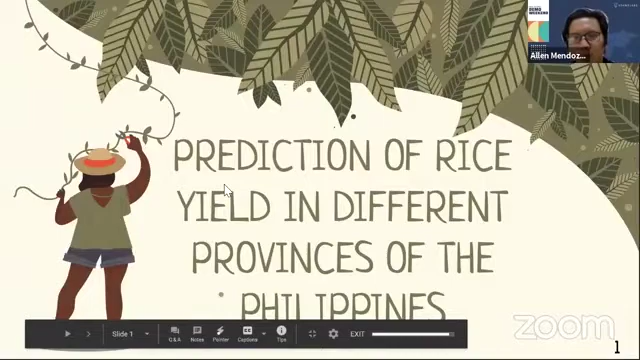 Allen Mendoz...
PREDICTION OF RICE
YIELD IN DIFFERENT
PROVINCES OF THE
PHILIPPINES
Slide 1
Q&A
Notes
Pointer
Captions
Tips
EXIT
zoom
1